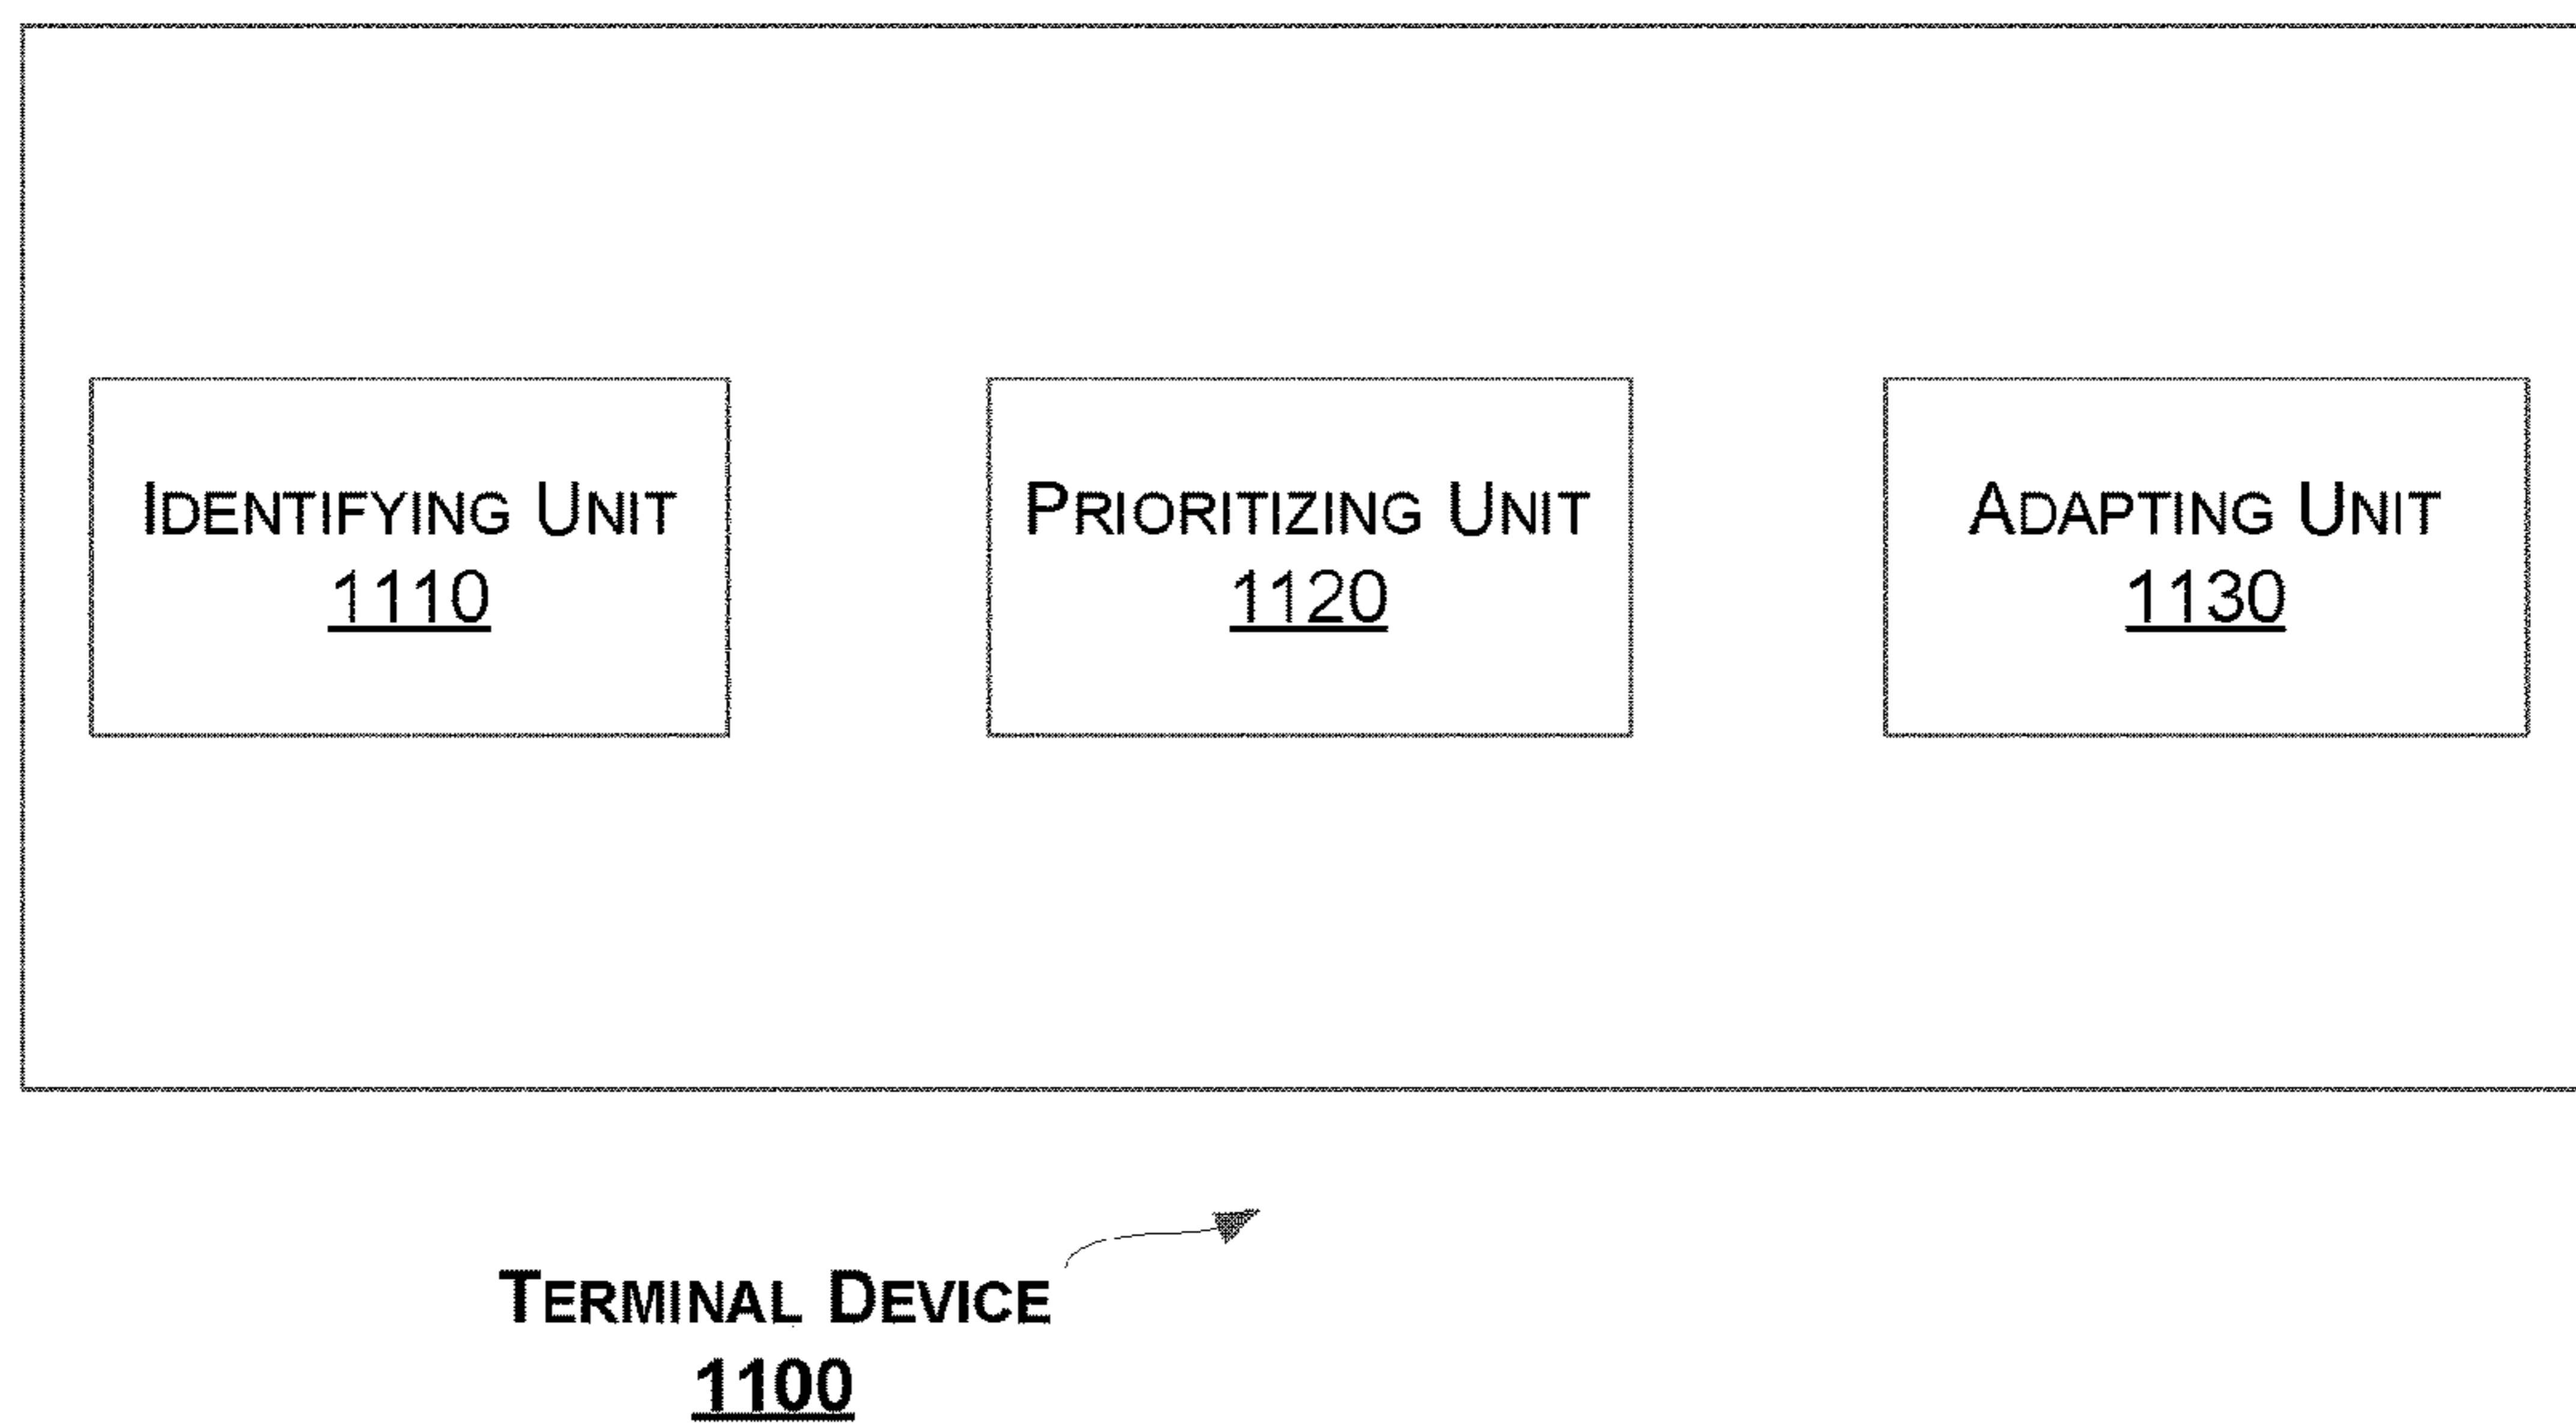 IDENTIFYING UNIT
1110
PRIORITIZING UNIT
1120
ADAPTING UNIT
1130
TERMINAL DEVICE
1100